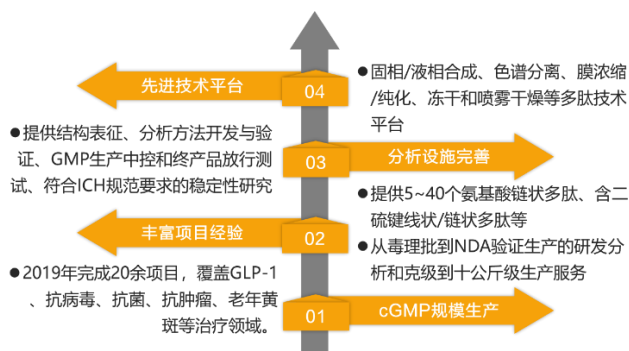 先进技术平台
04
●固相/液相合成、色谱分离、膜浓缩
/纯化、冻干和喷雾干燥等多肽技术
平台
●提供结构表征、分析方法开发与验
证、GMP生产中控和终产品放行测
试、符合ICH规范要求的稳定性研究
03
分析设施完善
丰富项目经验
02
●提供5~40个氨基酸链状多肽、含二
硫键线状/链状多肽等
●从毒理批到NDA验证生产的研发分
析和克级到十公斤级生产服务
●2019年完成20余项目，覆盖GLP-1
、抗病毒、抗菌、抗肿瘤、老年黄
斑等治疗领域。
01
cGMP规模生产